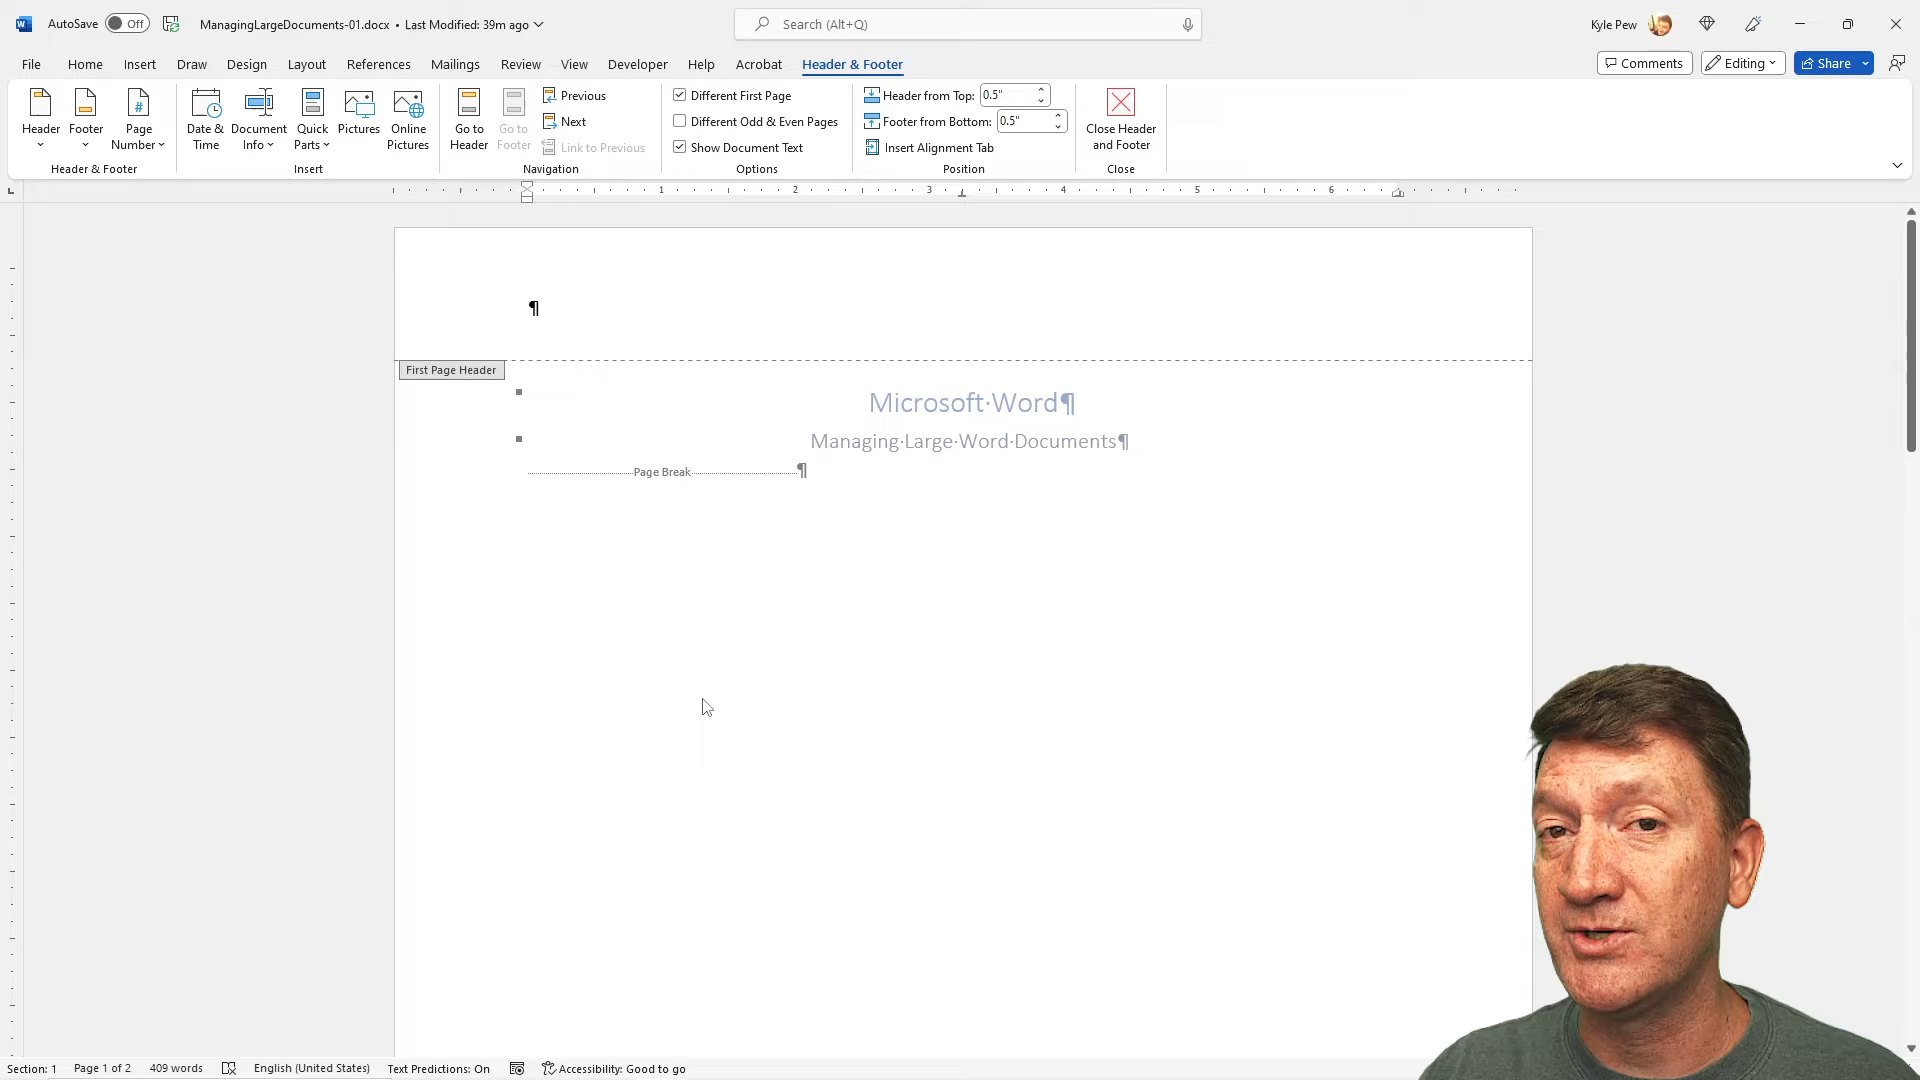 AutoSave Off ManagingLargeDocuments-01.docx • Last Modified: 39m ago Search (Alt+Q) Kyle Pew
File Home Insert Draw Design Layout References Mailings Review View Developer Help Acrobat Header & Footer Comments Editing Share
Header Footer Page Number Date & Time Document Info Quick Parts Pictures Online Pictures Go to Header Go to Footer
Previous
Next
Link to Previous
Different First Page
Different Odd & Even Pages
Show Document Text
Header from Top: 0.5"
Footer from Bottom: 0.5"
Insert Alignment Tab
Close Header and Footer
Header & Footer Insert Navigation Options Position Close
1 2 3 4 5 6
¶
First Page Header
Microsoft·Word¶
Managing·Large·Word·Documents¶
Page Break¶
Section: 1 Page 1 of 2 409 words English (United States) Text Predictions: On Accessibility: Good to go